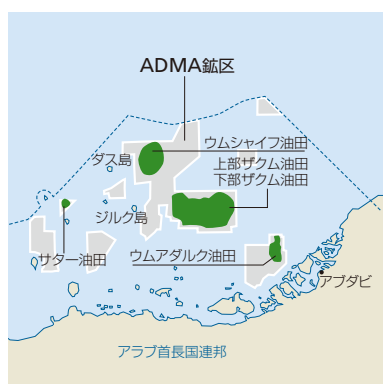 ADMA鉱区
ウムシャイフ油田
ダス島
上部ザクム油田
下部ザクム油田
ジルク島
サター油田
ウムアダルク油田
アブダビ
アラブ首長国連邦